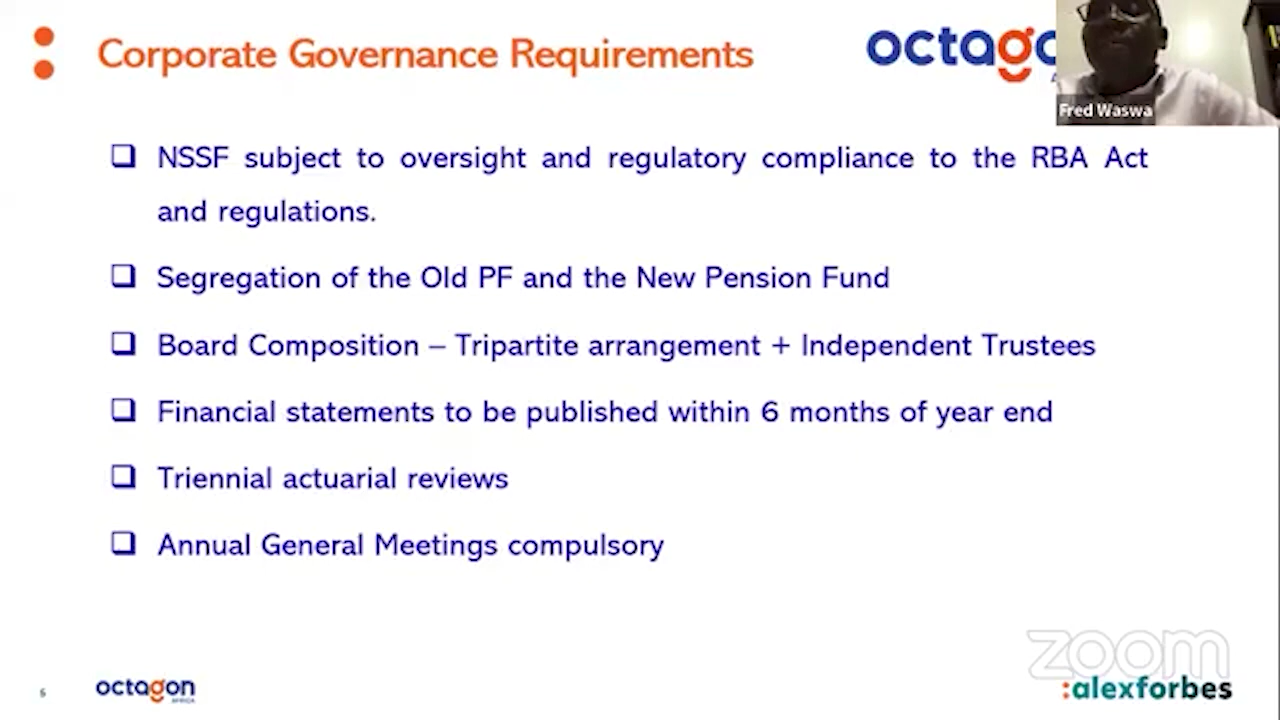 Corporate Governance Requirements
octago
Fred Waswa
❑ NSSF subject to oversight and regulatory compliance to the RBA Act
and regulations.
❑ Segregation of the Old PF and the New Pension Fund
❑ Board Composition – Tripartite arrangement + Independent Trustees
❑ Financial statements to be published within 6 months of year end
❑ Triennial actuarial reviews
❑ Annual General Meetings compulsory
zoom
octagon
AFRICA
:alexforbes